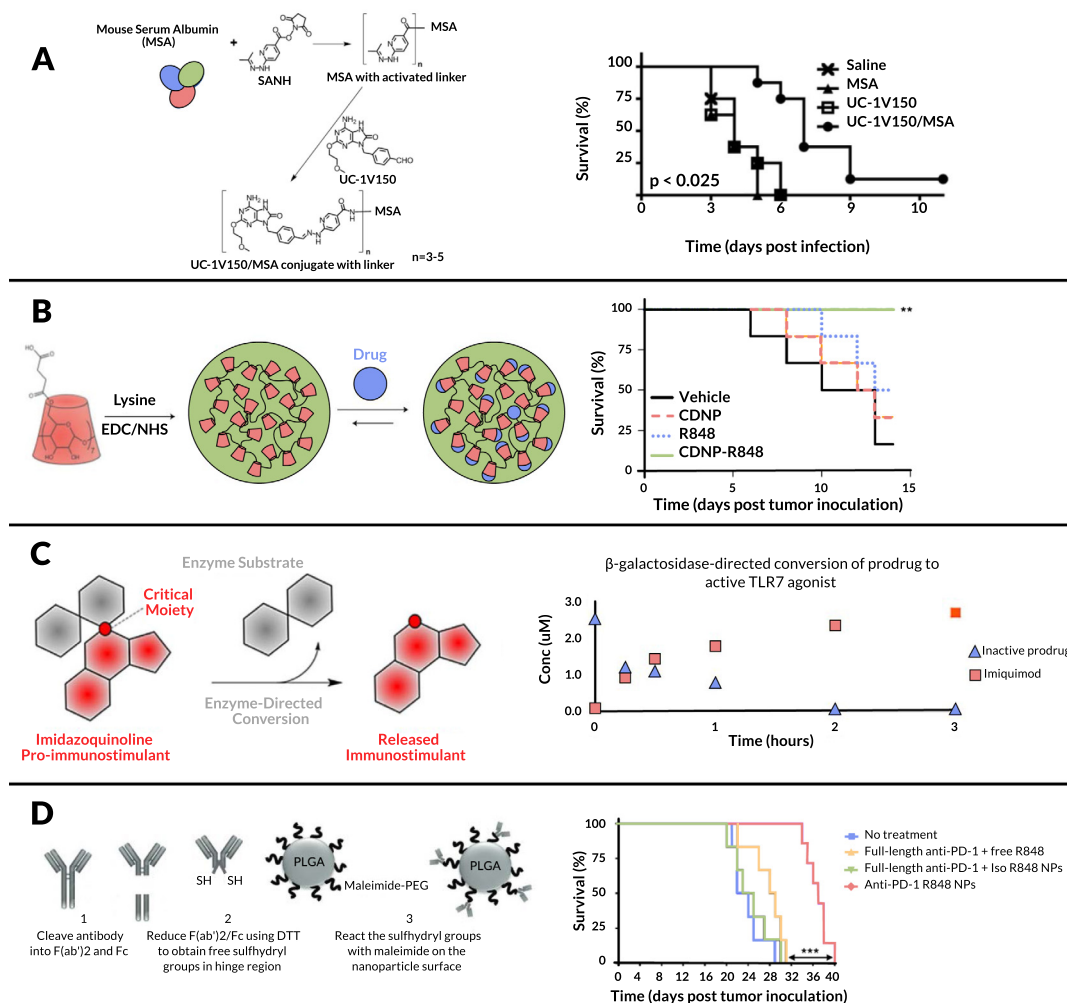 A
Mouse Serum Albumin
(MSA)
+
SANH
MSA
n
MSA with activated linker
UC-1V150
MSA
n
UC-1V150/MSA conjugate with linker
n=3-5
Survival (%)
100
75
50
25
Saline
MSA
UC-1V150
UC-1V150/MSA
p < 0.025
0
3
6
9
10
Time (days post infection)
B
Lysine
EDC/NHS
Drug
Survival (%)
100
75
50
25
0
**
Vehicle
CDNP
R848
CDNP-R848
0
5
10
15
Time (days post tumor inoculation)
C
Enzyme Substrate
Critical
Moiety
Enzyme-Directed
Conversion
Imidazoquinoline
Pro-immunostimulant
Released
Immunostimulant
β-galactosidase-directed conversion of prodrug to
active TLR7 agonist
Conc (uM)
3.0
2.0
1.0
0.0
Inactive prodrug
Imiquimod
0
1
2
3
Time (hours)
D
SH SH
PLGA
Maleimide-PEG
PLGA
1
Cleave antibody
into F(ab')2 and Fc
2
Reduce F(ab')2/Fc using DTT
to obtain free sulfhydryl
groups in hinge region
3
React the sulfhydryl groups
with maleimide on the
nanoparticle surface
Survival (%)
100
50
0
***
No treatment
Full-length anti-PD-1 + free R848
Full-length anti-PD-1 + Iso R848 NPs
Anti-PD-1 R848 NPs
0 4 8 12 16 20 24 28 32 36 40
Time (days post tumor inoculation)